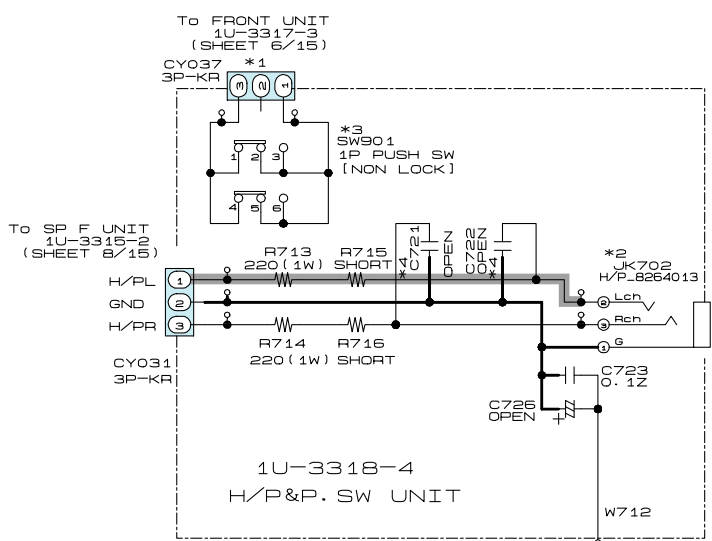 To FRONT UNIT
1U-3317-3
(SHEET 6/15)
CY037
3P-KR
*1
3 2 1
*3
SW901
1P PUSH SW
[NON LOCK]
1 2 3
4 5 6
To SP F UNIT
1U-3315-2
(SHEET 8/15)
H/PL
1
GND
2
H/PR
3
CY031
3P-KR
R713
220(1W)
R715
SHORT
R714
220(1W)
R716
SHORT
*4
C721
OPEN
C722
OPEN
*4
*2
JK702
H/P_8264013
2 Lch
3 Rch
1 G
C723
0.1Z
C726
OPEN
+
1U-3318-4
H/P&P.SW UNIT
W712